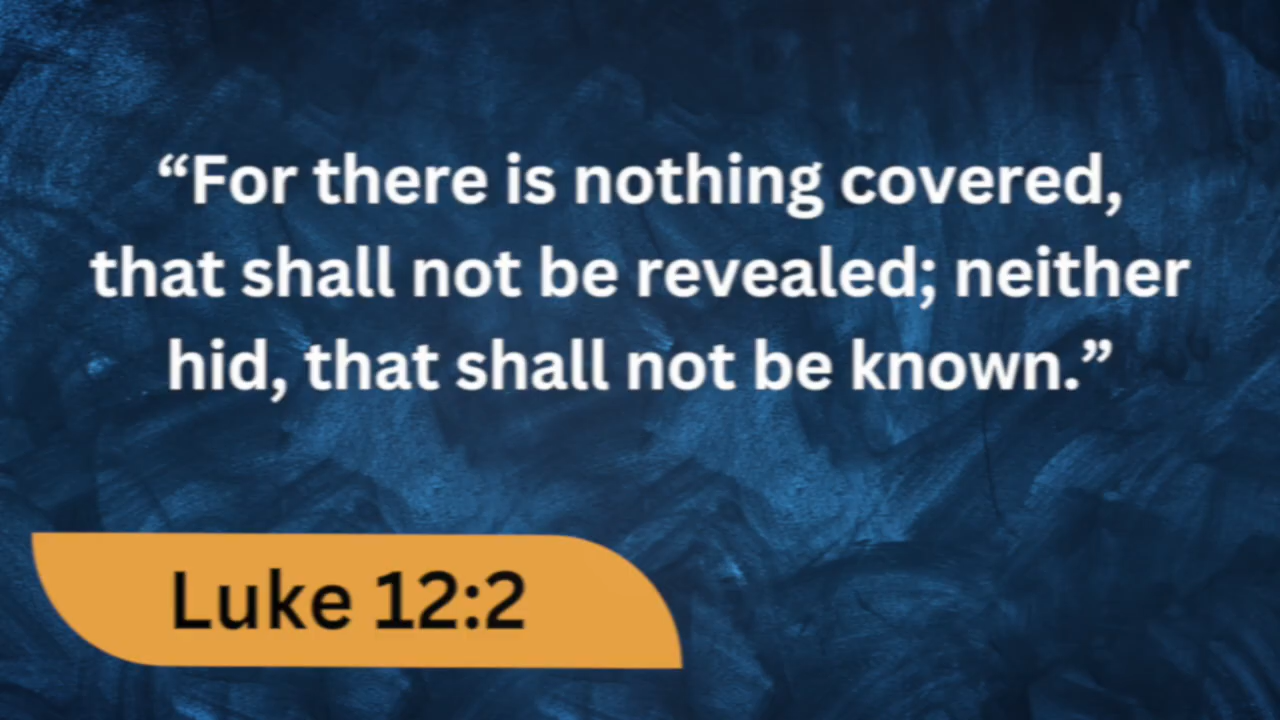 “For there is nothing covered,
that shall not be revealed; neither
hid, that shall not be known.”
Luke 12:2